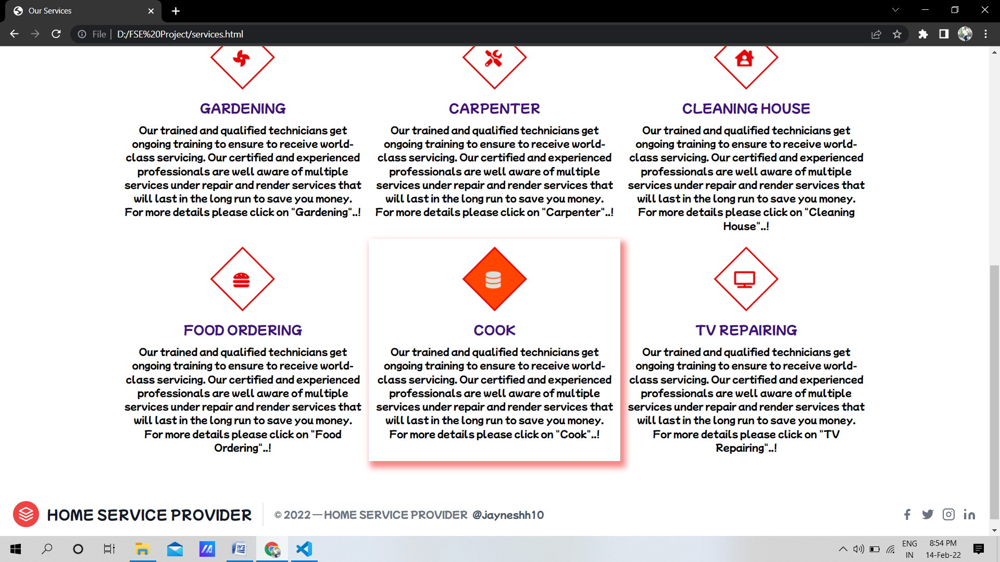 Our Services
File
D:/FSE%20Project/services.html
GARDENING
Our trained and qualified technicians get
ongoing training to ensure to receive world-
class servicing. Our certified and experienced
professionals are well aware of multiple
services under repair and render services that
will last in the long run to save you money.
For more details please click on "Gardening"..!
CARPENTER
Our trained and qualified technicians get
ongoing training to ensure to receive world-
class servicing. Our certified and experienced
professionals are well aware of multiple
services under repair and render services that
will last in the long run to save you money.
For more details please click on "Carpenter"..!
CLEANING HOUSE
Our trained and qualified technicians get
ongoing training to ensure to receive world-
class servicing. Our certified and experienced
professionals are well aware of multiple
services under repair and render services that
will last in the long run to save you money.
For more details please click on "Cleaning
House"..!
FOOD ORDERING
Our trained and qualified technicians get
ongoing training to ensure to receive world-
class servicing. Our certified and experienced
professionals are well aware of multiple
services under repair and render services that
will last in the long run to save you money.
For more details please click on "Food
Ordering"..!
COOK
Our trained and qualified technicians get
ongoing training to ensure to receive world-
class servicing. Our certified and experienced
professionals are well aware of multiple
services under repair and render services that
will last in the long run to save you money.
For more details please click on "Cook"..!
TV REPAIRING
Our trained and qualified technicians get
ongoing training to ensure to receive world-
class servicing. Our certified and experienced
professionals are well aware of multiple
services under repair and render services that
will last in the long run to save you money.
For more details please click on "TV
Repairing"..!
HOME SERVICE PROVIDER
© 2022 — HOME SERVICE PROVIDER @jayneshh10
ENG
IN
8:54 PM
14-Feb-22